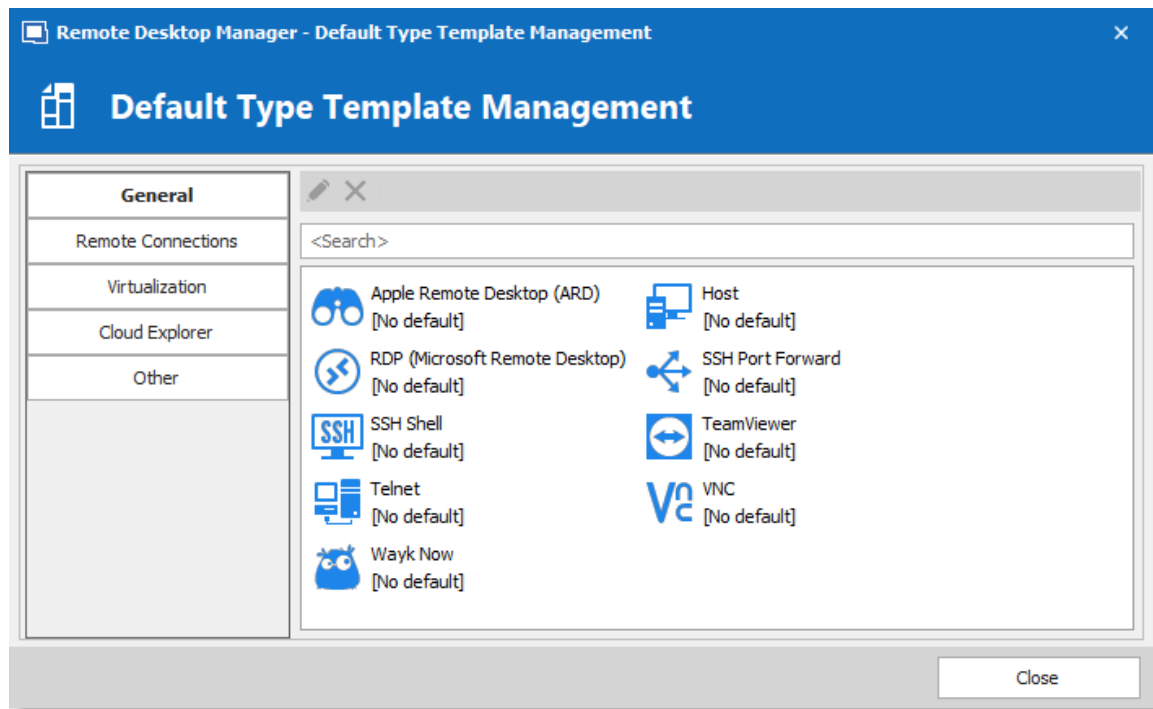 Remote Desktop Manager - Default Type Template Management
Default Type Template Management
General
Remote Connections
Virtualization
Cloud Explorer
Other
<Search>
Apple Remote Desktop (ARD)
[No default]
Host
[No default]
RDP (Microsoft Remote Desktop)
[No default]
SSH Port Forward
[No default]
SSH
SSH Shell
[No default]
TeamViewer
[No default]
Telnet
[No default]
VNC
VNC
[No default]
Wayk Now
[No default]
Close